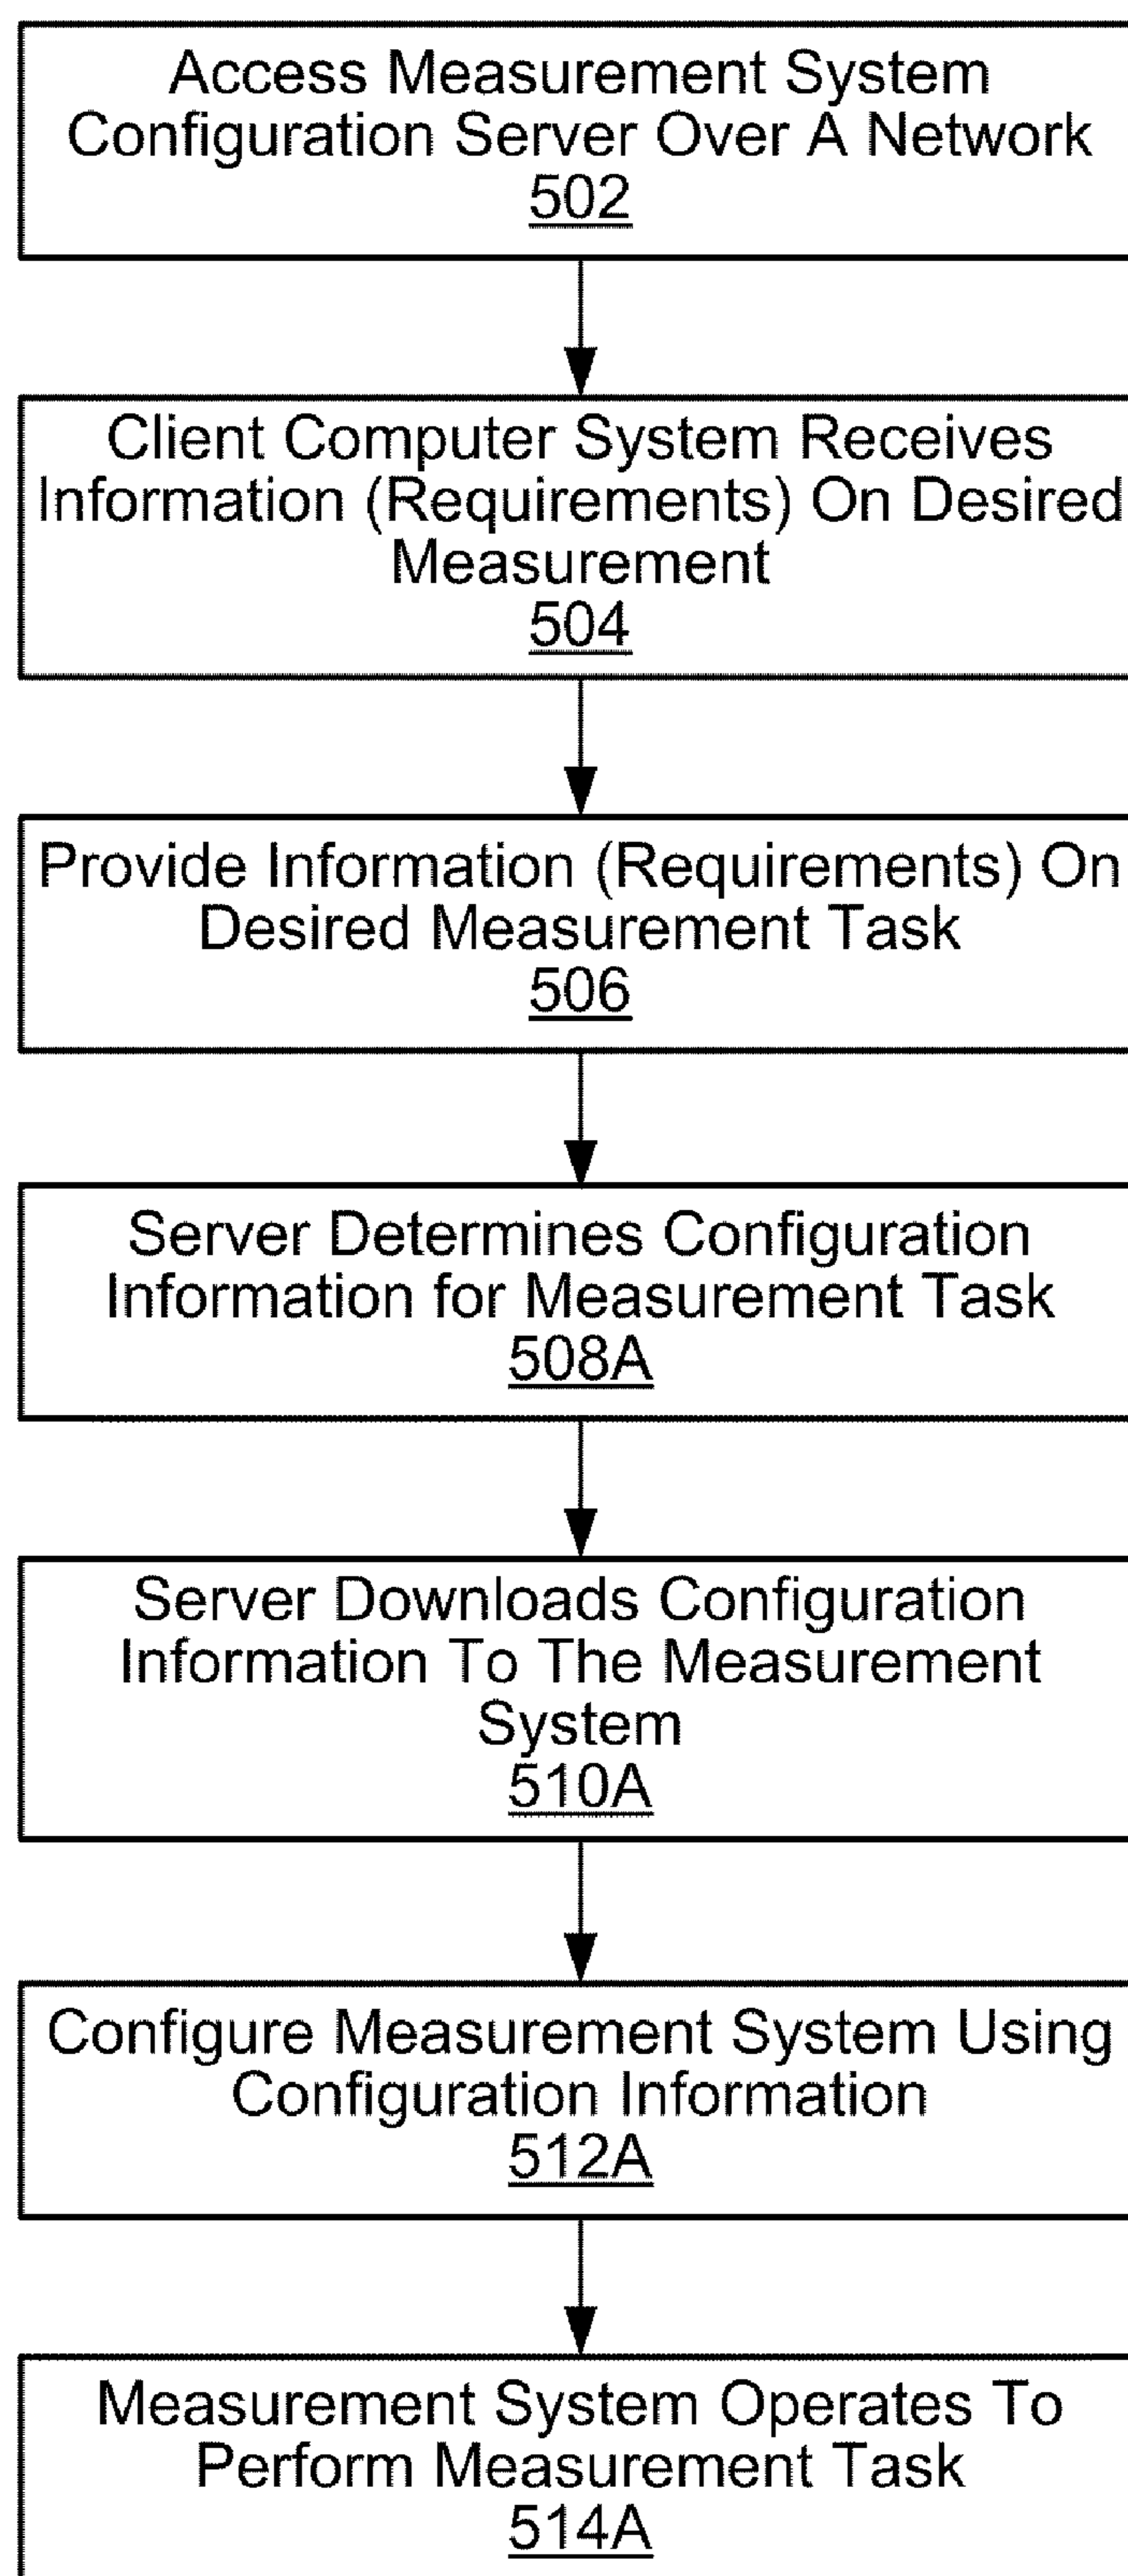 Access Measurement System
Configuration Server Over A Network
502
Client Computer System Receives
Information (Requirements) On Desired
Measurement
504
Provide Information (Requirements) On
Desired Measurement Task
506
Server Determines Configuration
Information for Measurement Task
508A
Server Downloads Configuration
Information To The Measurement
System
510A
Configure Measurement System Using
Configuration Information
512A
Measurement System Operates To
Perform Measurement Task
514A